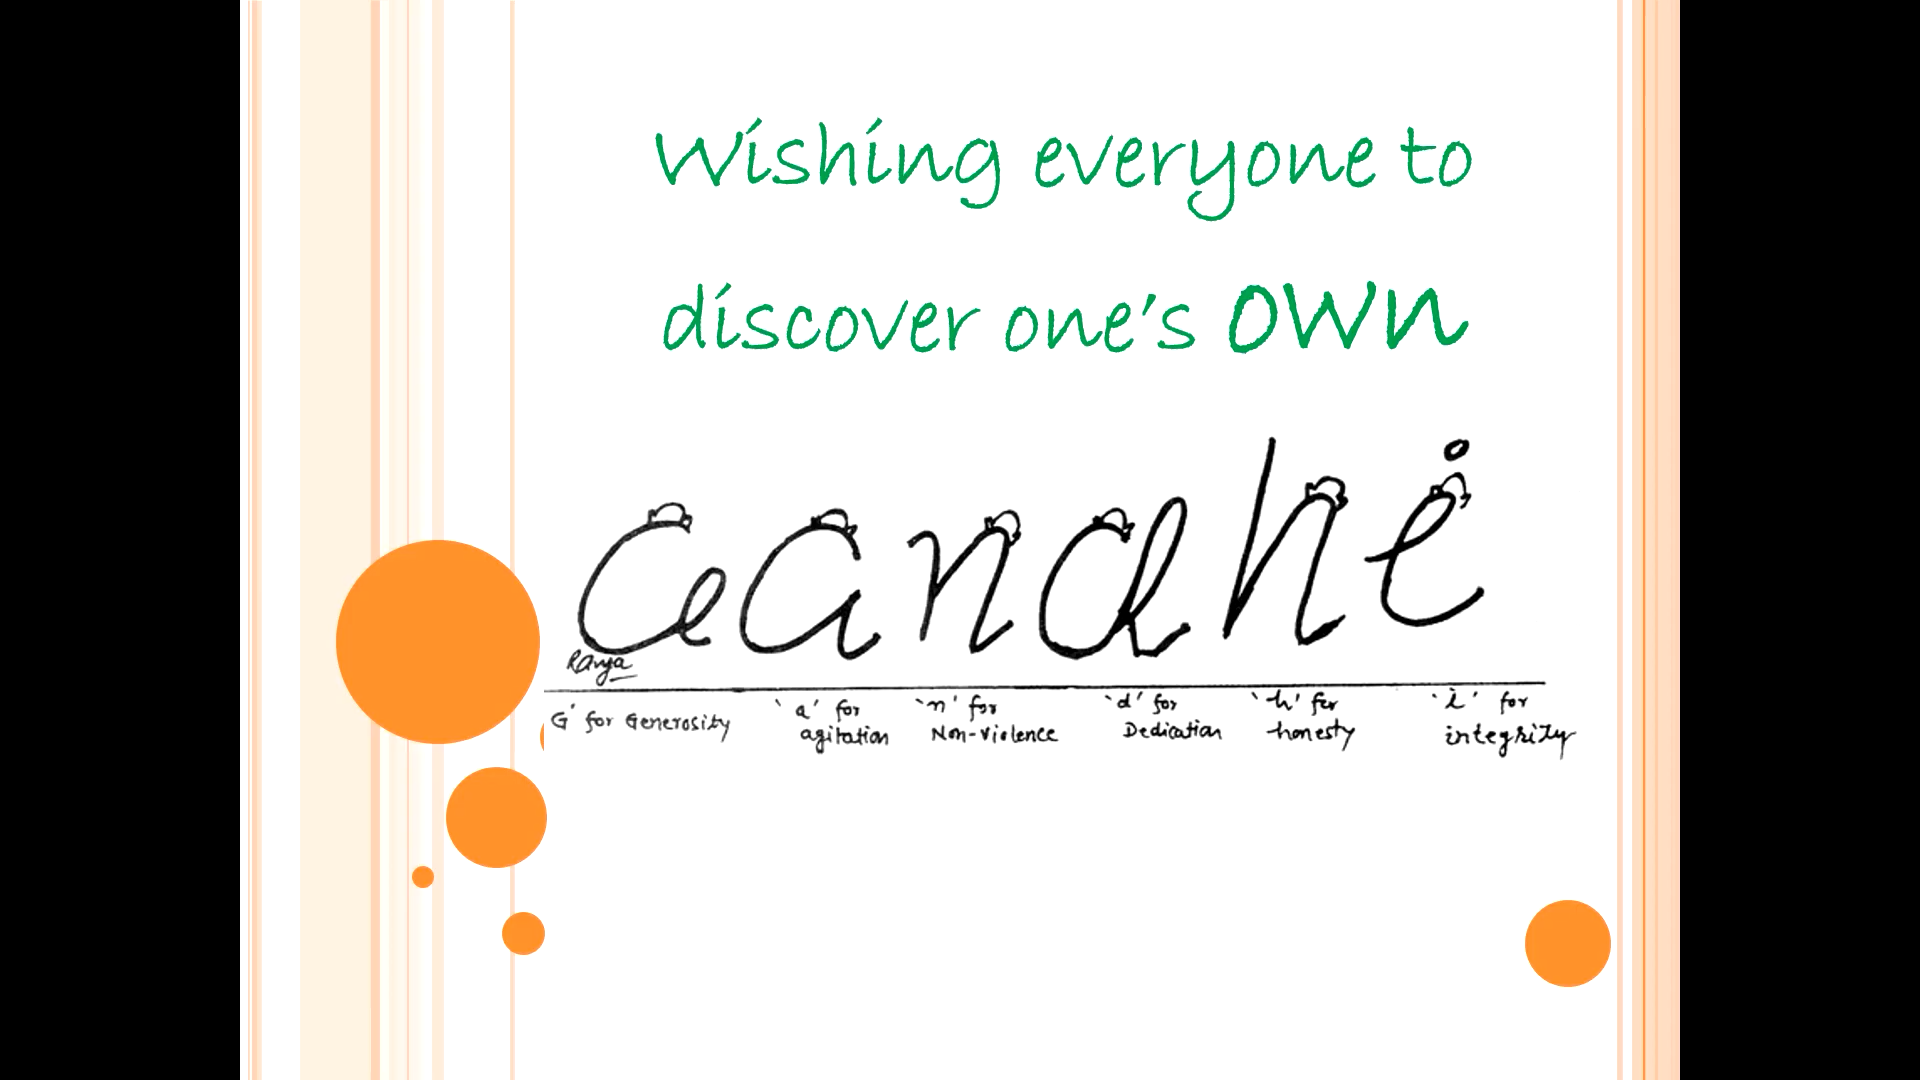 Wishing everyone to
discover one's own
Gandhi
Ranga
G' for Generosity
'a' for
agitation
'n' for
Non-Violence
'd' for
Dedication
'h' for
honesty
'i' for
integrity